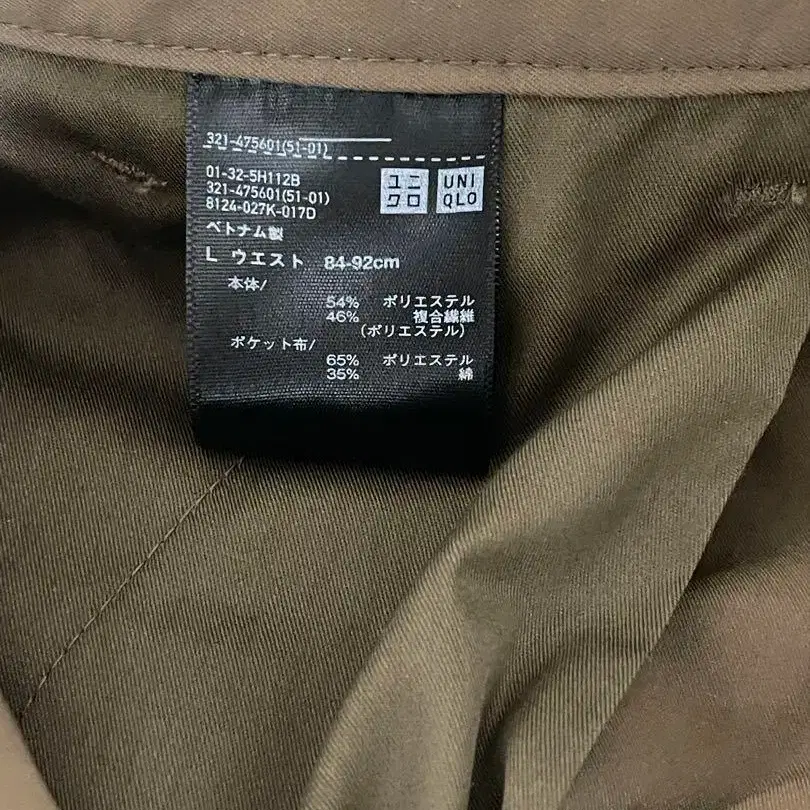 321-475601(51-01)
01-32-5H112B
321-475601(51-01)
8124-027K-017D
ユニ
クロ
UNI
QLO
ベトナム製
L ウエスト 84-92cm
本体/
54% ポリエステル
46% 複合繊維
(ポリエステル)
ポケット布/
65% ポリエステル
35% 綿